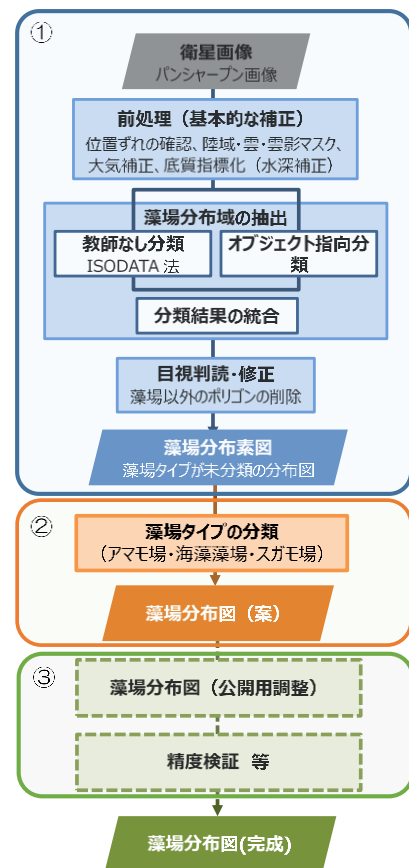 ①
衛星画像
パンシャープン画像
前処理（基本的な補正）
位置ずれの確認、陸域・雲・雲影マスク、
大気補正、底質指標化（水深補正）
藻場分布域の抽出
教師なし分類
ISODATA 法
オブジェクト指向分
類
分類結果の統合
目視判読・修正
藻場以外のポリゴンの削除
藻場分布素図
藻場タイプが未分類の分布図
②
藻場タイプの分類
（アマモ場・海藻藻場・スガモ場）
藻場分布図（案）
③
藻場分布図（公開用調整）
精度検証 等
藻場分布図(完成)